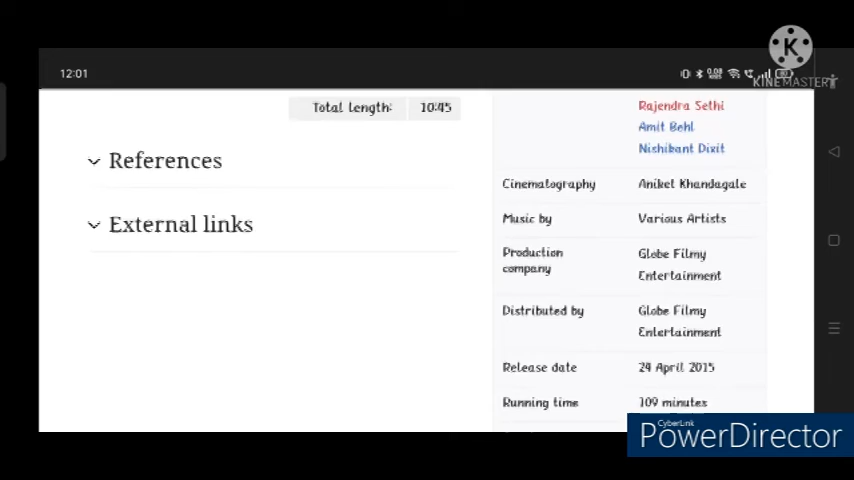 12:01
K
KINEMASTER
Total length: 10:45
References
External links
Rajendra Sethi
Amit Behl
Nishikant Dixit
Cinematography Aniket Khandagale
Music by Various Artists
Production company Globe Filmy Entertainment
Distributed by Globe Filmy Entertainment
Release date 24 April 2015
Running time 109 minutes
CyberLink
PowerDirector